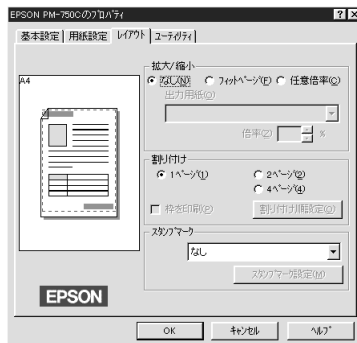 EPSON PM-750Cのﾌﾟﾛﾊﾟﾃｨ
基本設定 用紙設定 ﾚｲｱｳﾄ ﾕｰﾃｨﾘﾃｨ
A4
拡大/縮小
なし(N) ﾌｨｯﾄﾍﾟｰｼﾞ(F) 任意倍率(C)
出力用紙(O)
倍率(Z) %
割り付け
1ﾍﾟｰｼﾞ(1) 2ﾍﾟｰｼﾞ(2)
4ﾍﾟｰｼﾞ(4)
枠を印刷(P) 割り付け順設定(O)
ｽﾀﾝﾌﾟﾏｰｸ
なし
ｽﾀﾝﾌﾟﾏｰｸ設定(M)
EPSON
OK ｷｬﾝｾﾙ ﾍﾙﾌﾟ